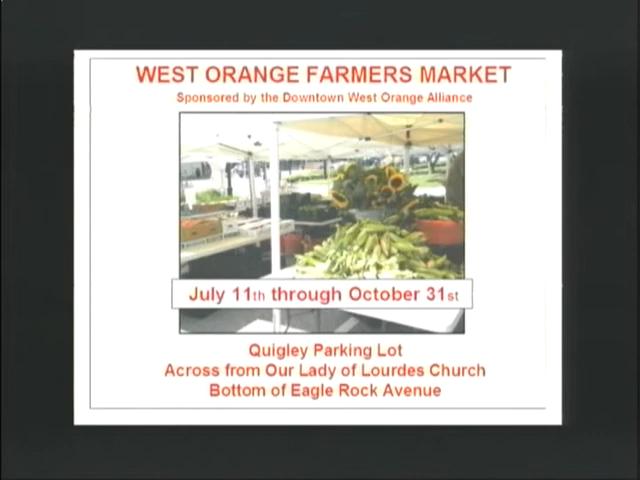 WEST ORANGE FARMERS MARKET
Sponsored by the Downtown West Orange Alliance
July 11th through October 31st
Quigley Parking Lot
Across from Our Lady of Lourdes Church
Bottom of Eagle Rock Avenue